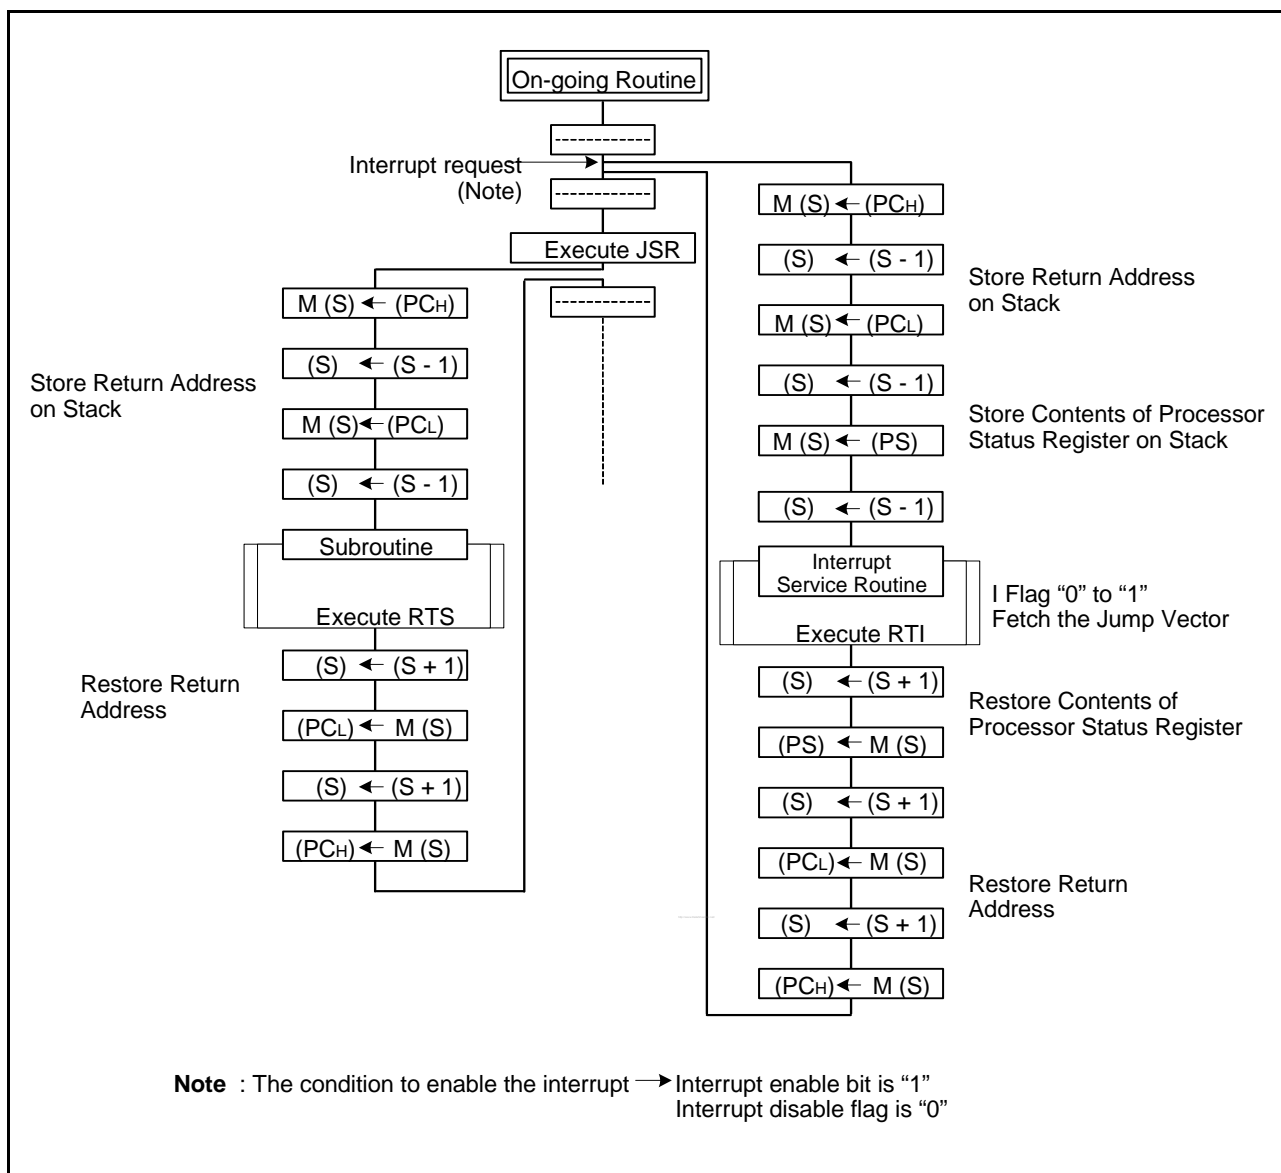 On-going Routine
Interrupt request
(Note)
Execute JSR
M (S) ← (PCH)
(S) ← (S - 1)
M (S) ← (PCL)
(S) ← (S - 1)
Store Return Address
on Stack
Subroutine
Execute RTS
(S) ← (S + 1)
(PCL) ← M (S)
(S) ← (S + 1)
(PCH) ← M (S)
Restore Return
Address
M (S) ← (PCH)
(S) ← (S - 1)
M (S) ← (PCL)
(S) ← (S - 1)
M (S) ← (PS)
(S) ← (S - 1)
Store Return Address
on Stack
Store Contents of Processor
Status Register on Stack
Interrupt
Service Routine
Execute RTI
I Flag “0” to “1”
Fetch the Jump Vector
(S) ← (S + 1)
(PS) ← M (S)
(S) ← (S + 1)
(PCL) ← M (S)
(S) ← (S + 1)
(PCH) ← M (S)
Restore Contents of
Processor Status Register
Restore Return
Address
Note : The condition to enable the interrupt → Interrupt enable bit is “1”
Interrupt disable flag is “0”